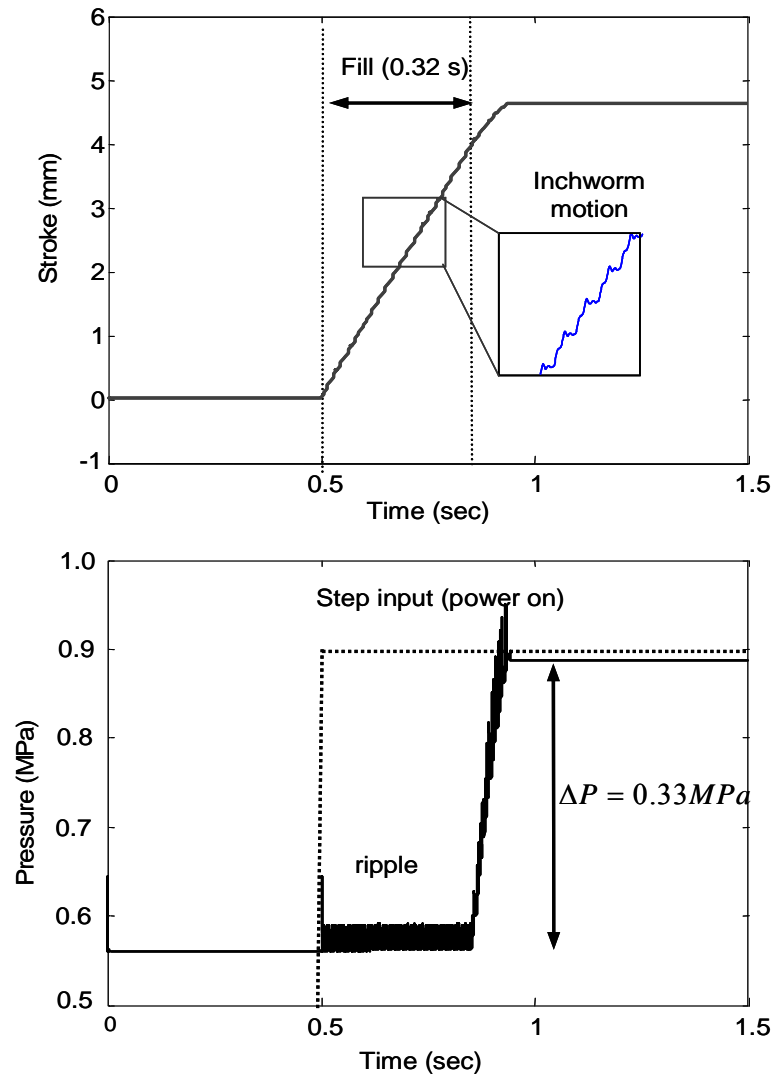 6
5
4
3
2
1
0
-1
Stroke (mm)
Fill (0.32 s)
Inchworm
motion
0
0.5
1
1.5
Time (sec)
1.0
0.9
0.8
0.7
0.6
0.5
Pressure (MPa)
Step input (power on)
ΔP = 0.33MPa
ripple
0
0.5
1
1.5
Time (sec)